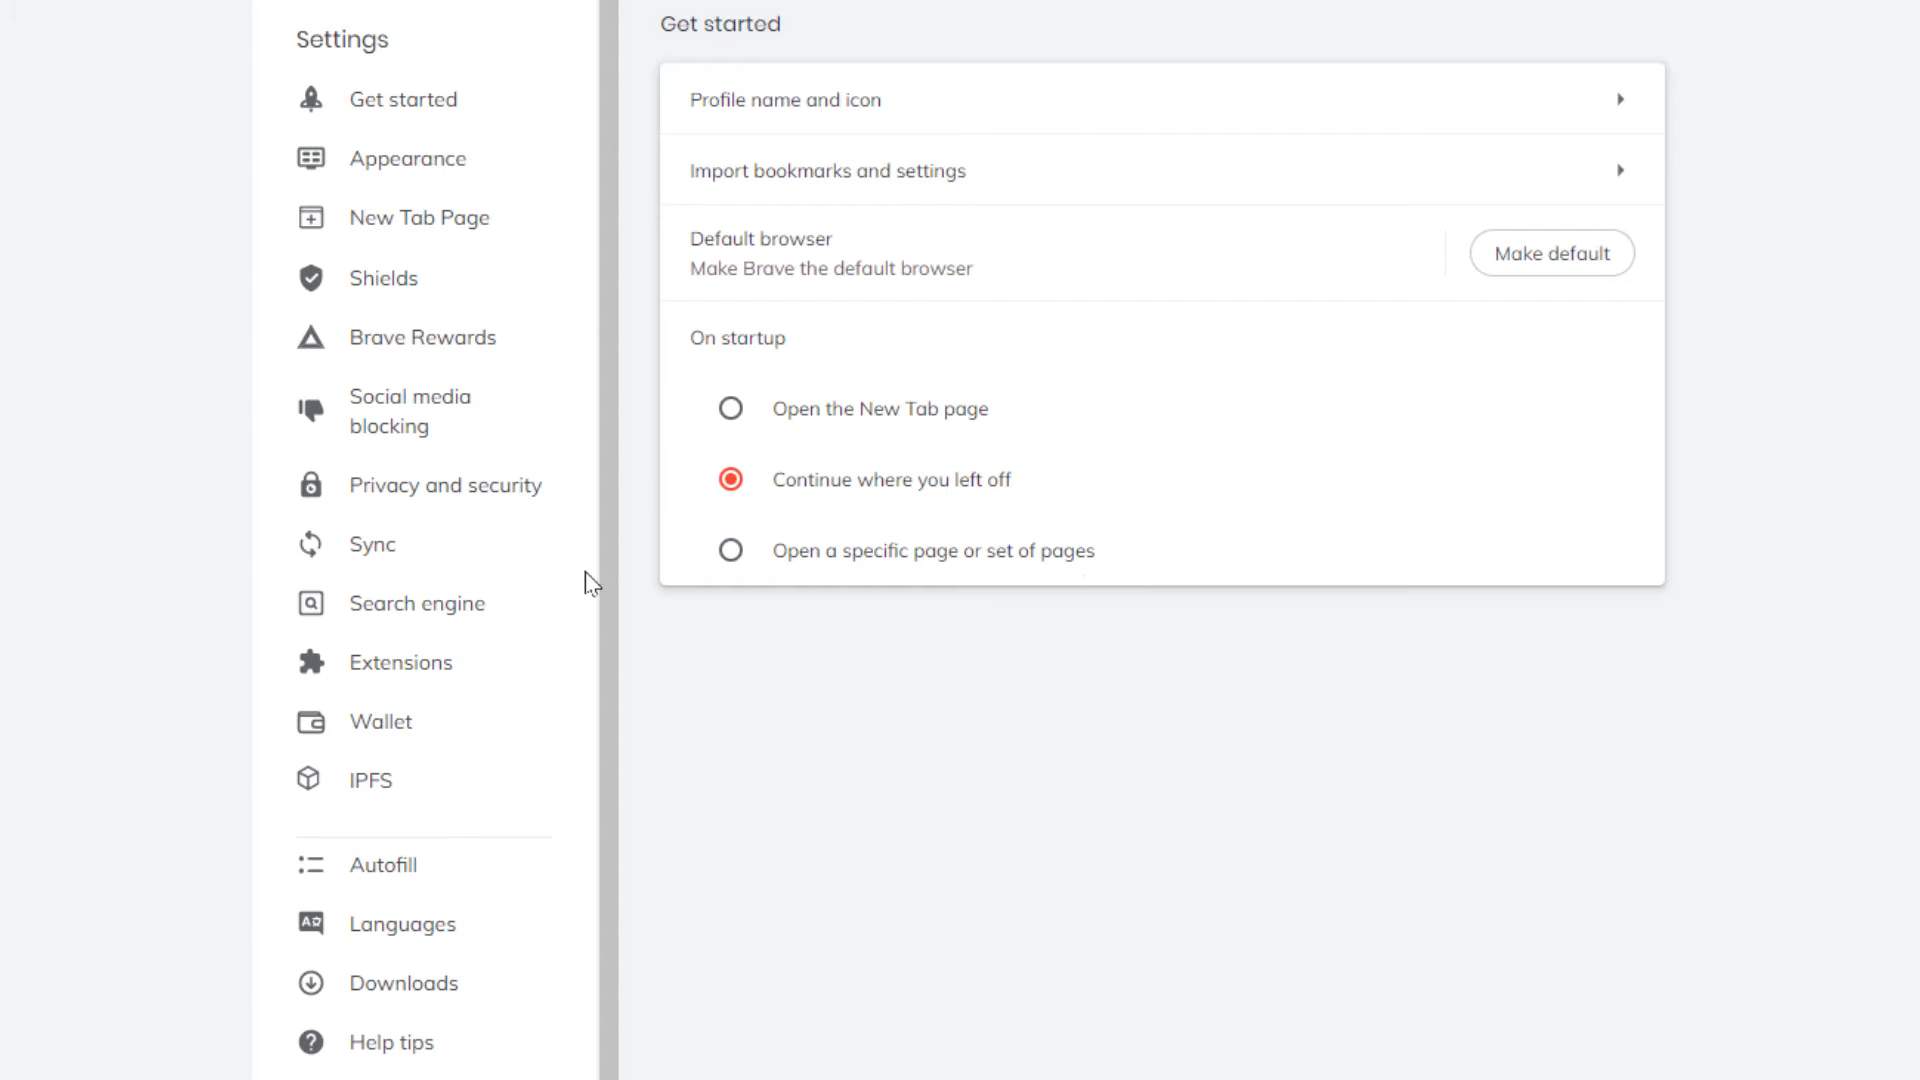 Settings
Get started
Appearance
New Tab Page
Shields
Brave Rewards
Social media
blocking
Privacy and security
Sync
Search engine
Extensions
Wallet
IPFS
Autofill
Languages
Downloads
Help tips
Get started
Profile name and icon
Import bookmarks and settings
Default browser
Make Brave the default browser
Make default
On startup
Open the New Tab page
Continue where you left off
Open a specific page or set of pages